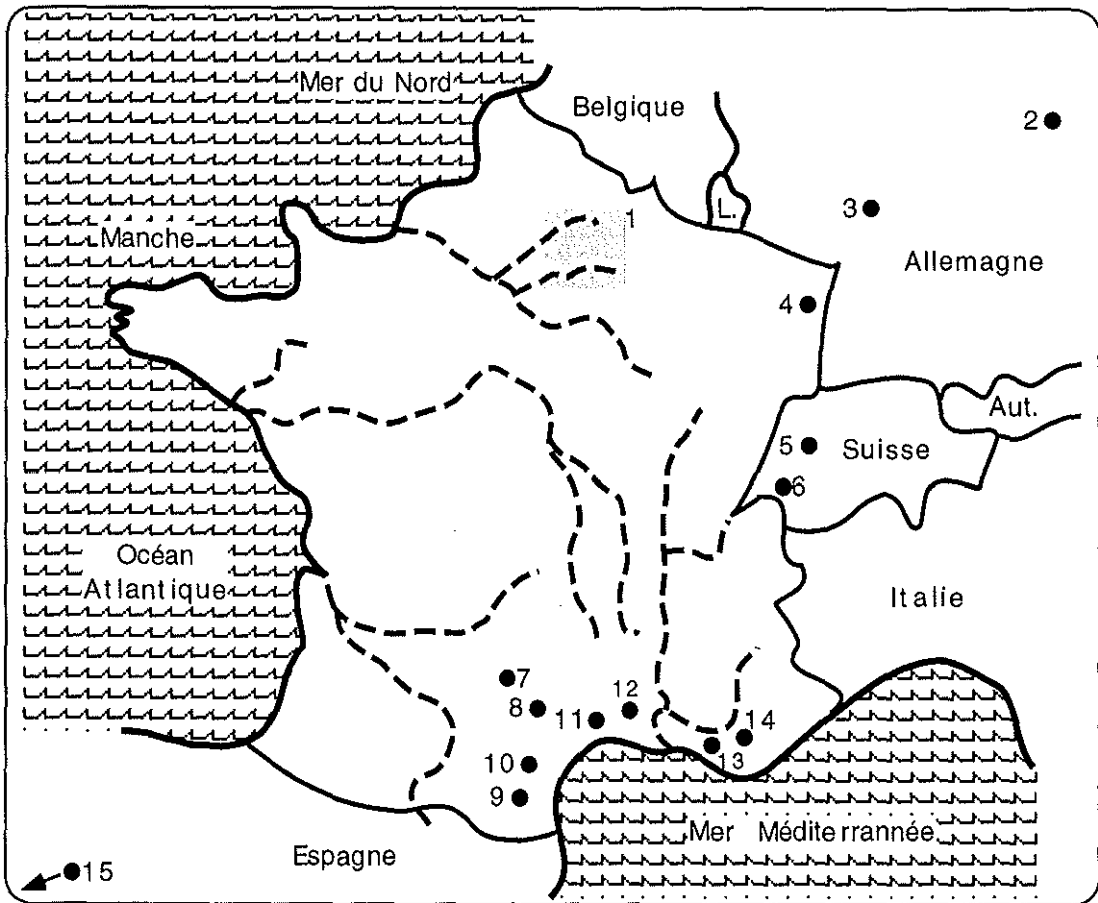 Mer du Nord
Belgique
2
1
L.
3
Manche
Allemagne
4
Aut.
5
Suisse
6
Océan
Atlantique
Italie
7
8
12
11
14
13
10
9
Mer Méditerrannée
Espagne
15